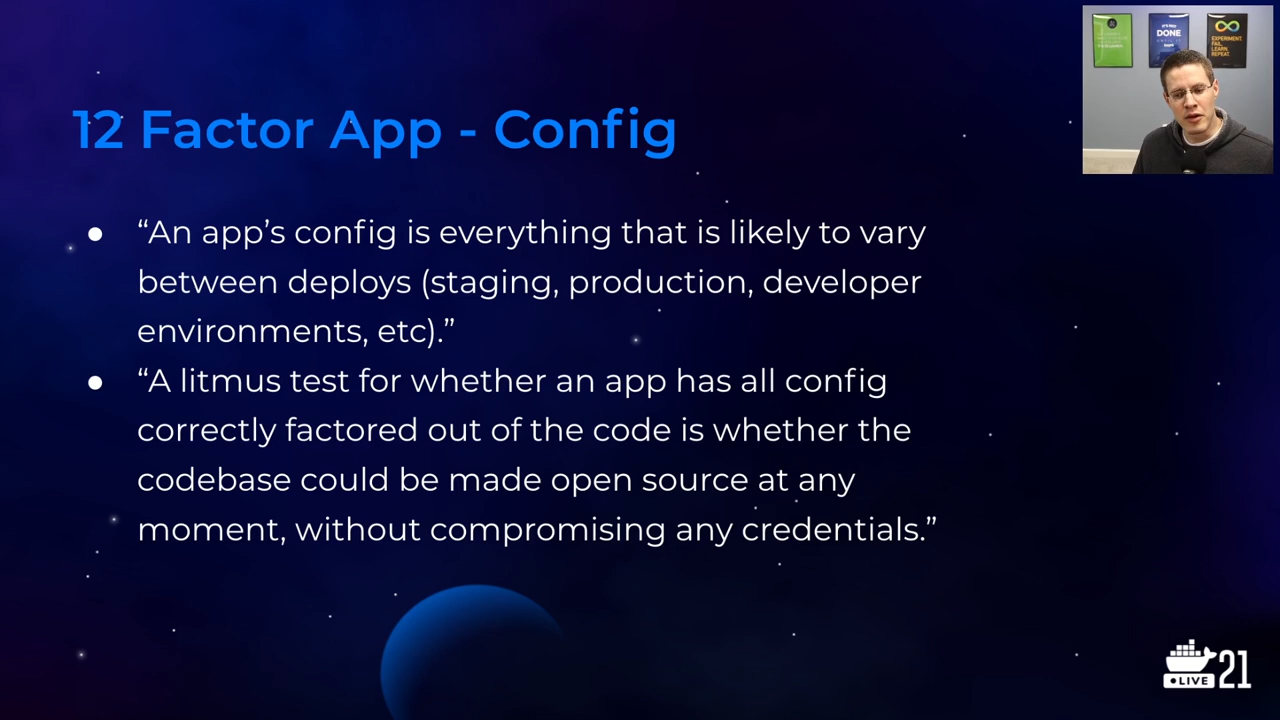 IT'S NOT
DONE
EXPERIMENT.
FAIL.
LEARN.
REPEAT.
12 Factor App - Config
● “An app’s config is everything that is likely to vary
between deploys (staging, production, developer
environments, etc).”
● “A litmus test for whether an app has all config
correctly factored out of the code is whether the
codebase could be made open source at any
moment, without compromising any credentials.”
LIVE 21